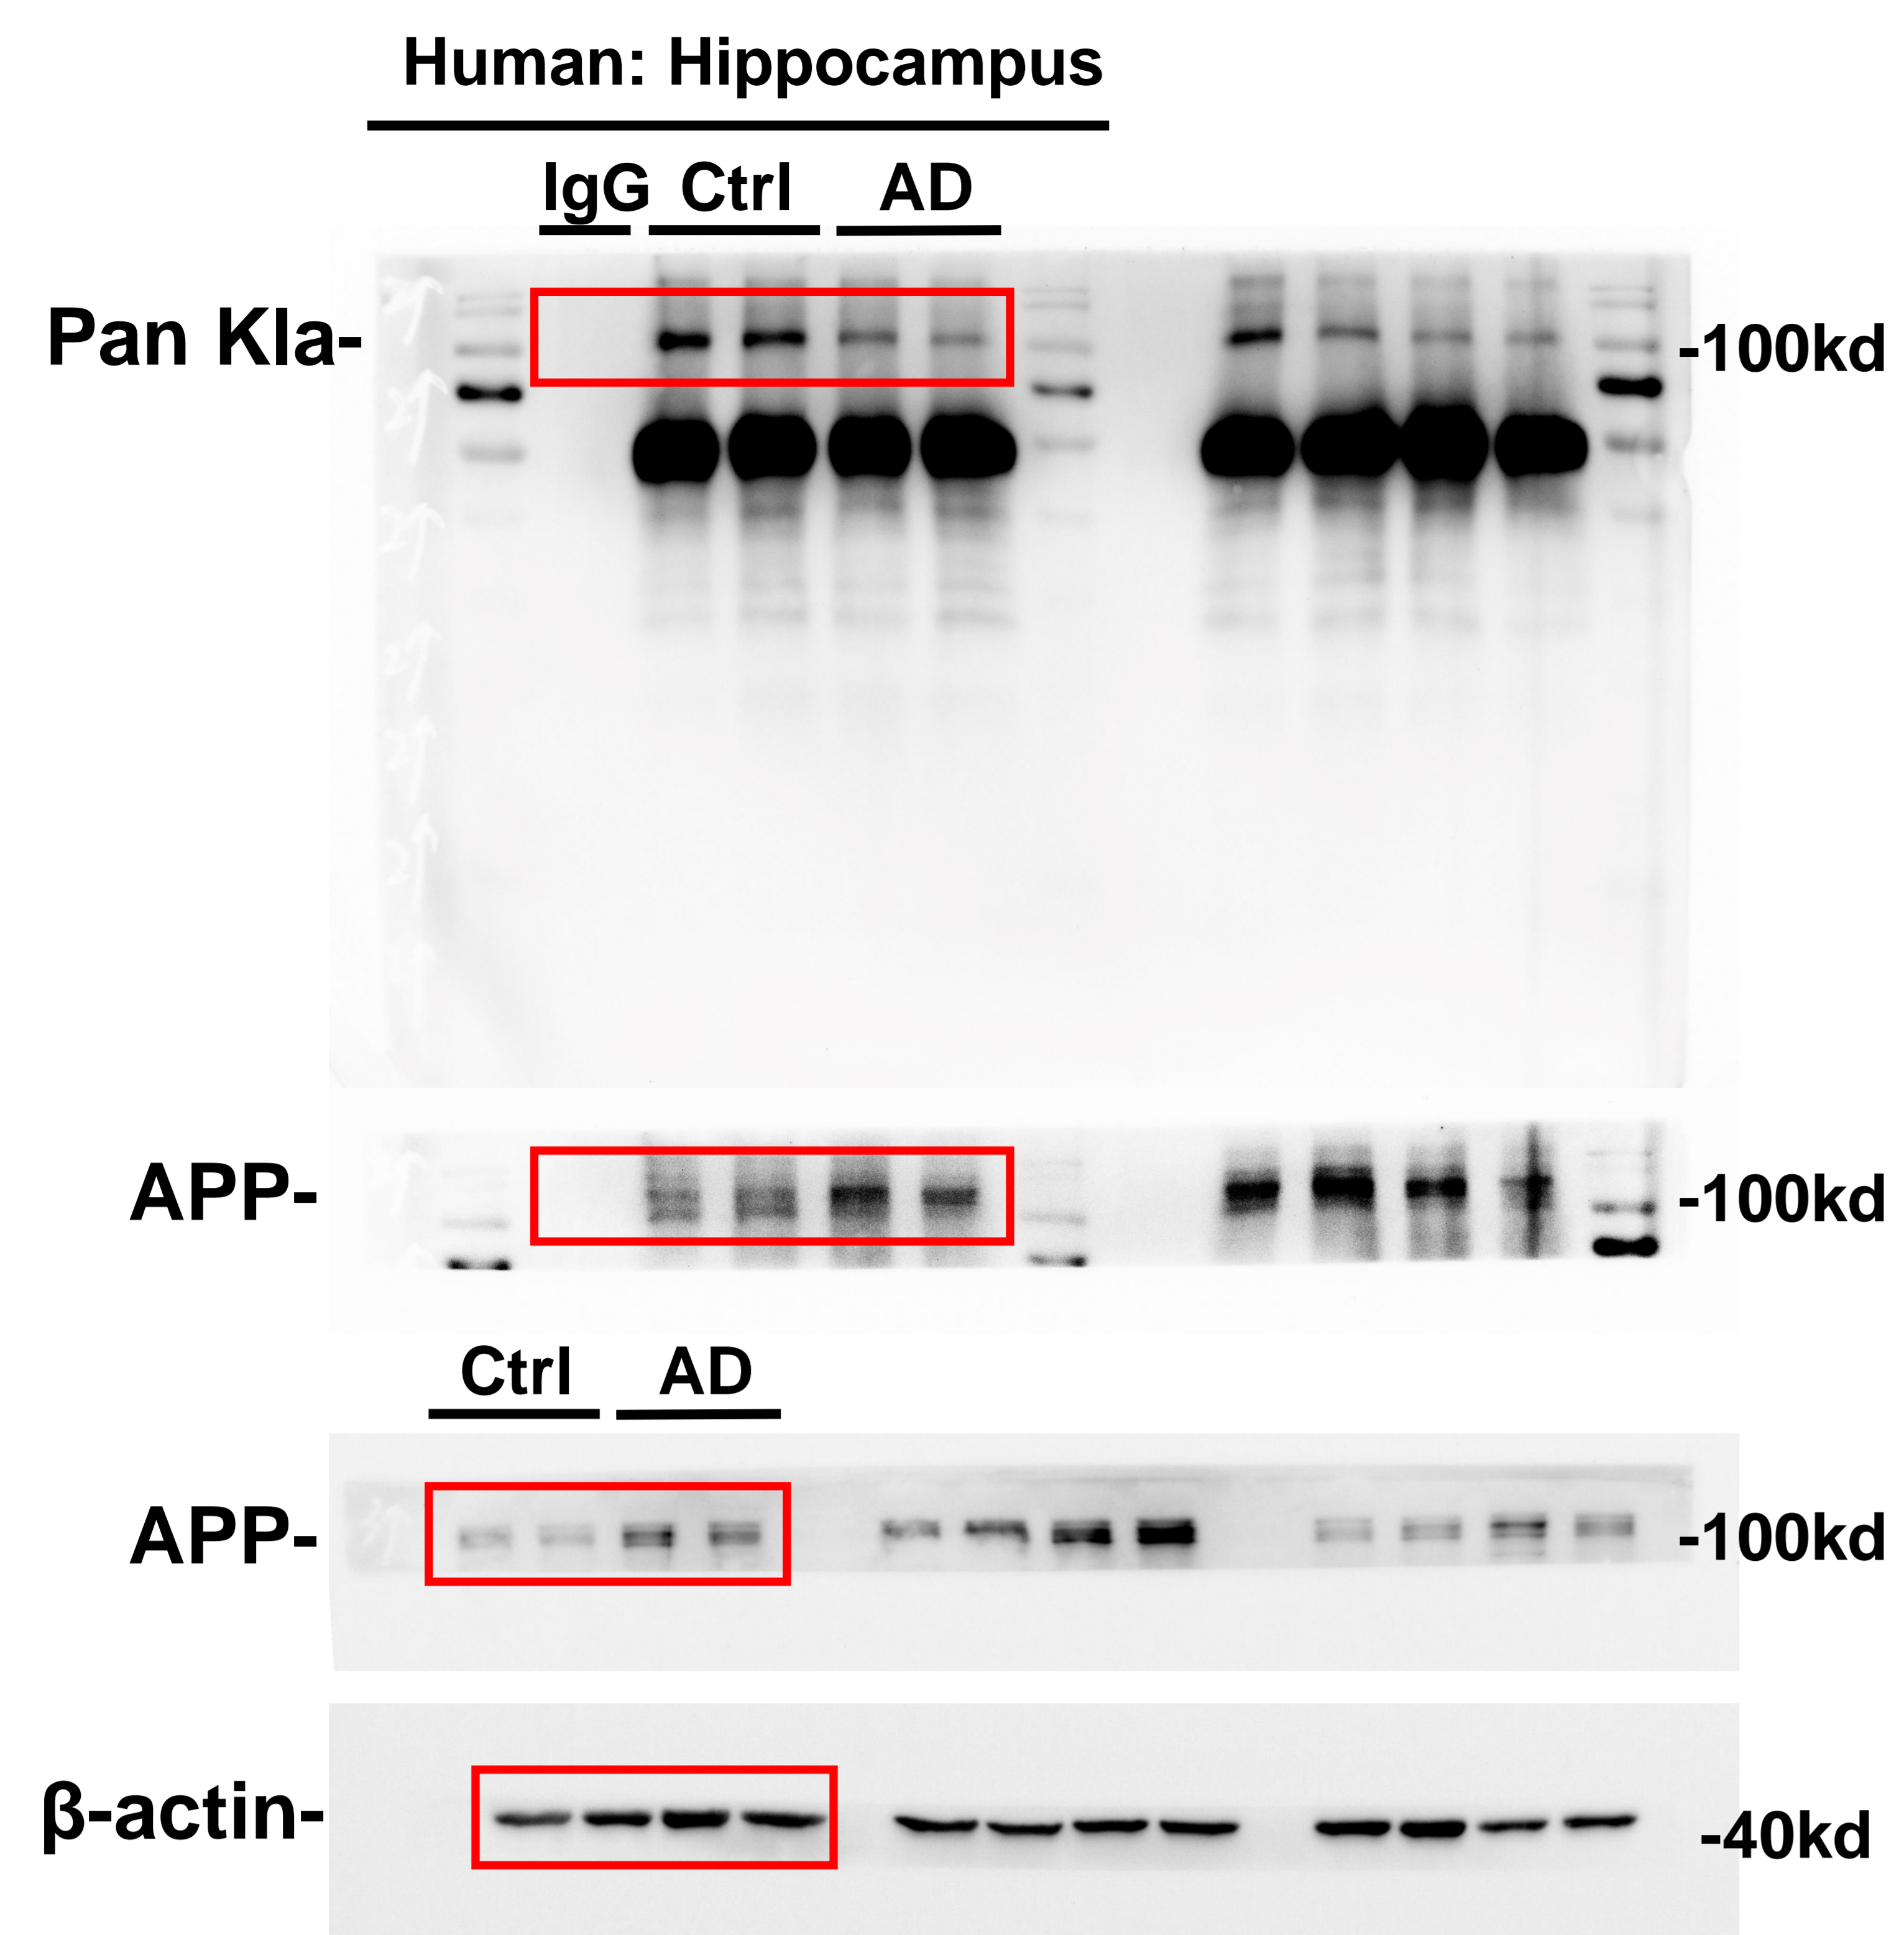 Human: Hippocampus
IgG Ctrl AD
Pan Kla-
-100kd
APP-
-100kd
Ctrl AD
APP-
-100kd
β-actin-
-40kd